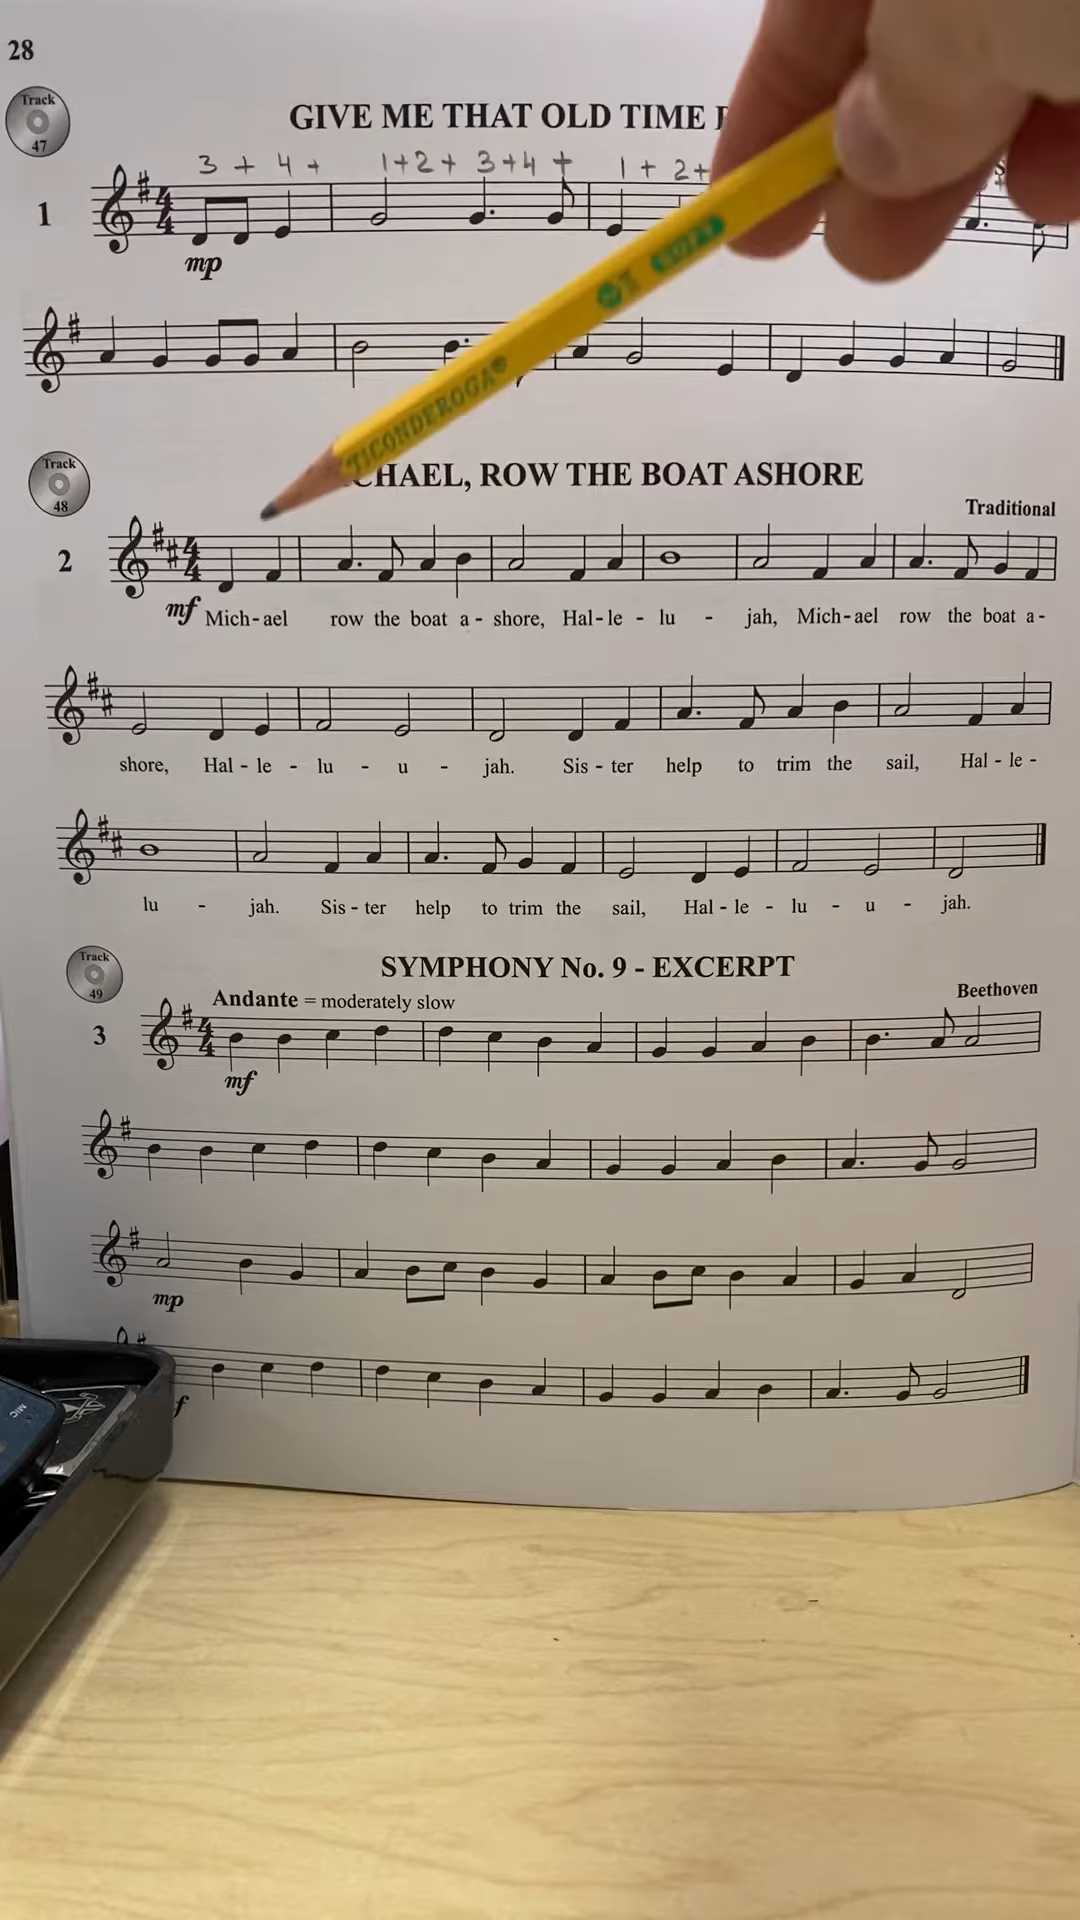 28
Track
47
GIVE ME THAT OLD TIME
3 + 4 + 1+2+ 3+4 + 1 + 2+
1
mp
TICONDEROGA®
Track
48
ROW THE BOAT ASHORE
Traditional
2
mf Mich-ael row the boat a - shore, Hal-le - lu - jah, Mich-ael row the boat a-
shore, Hal - le - lu - u - jah. Sis - ter help to trim the sail, Hal - le -
lu - jah. Sis - ter help to trim the sail, Hal - le - lu - u - jah.
Track
49
SYMPHONY No. 9 - EXCERPT
Andante = moderately slow
Beethoven
3
mf
mp
f
MIC